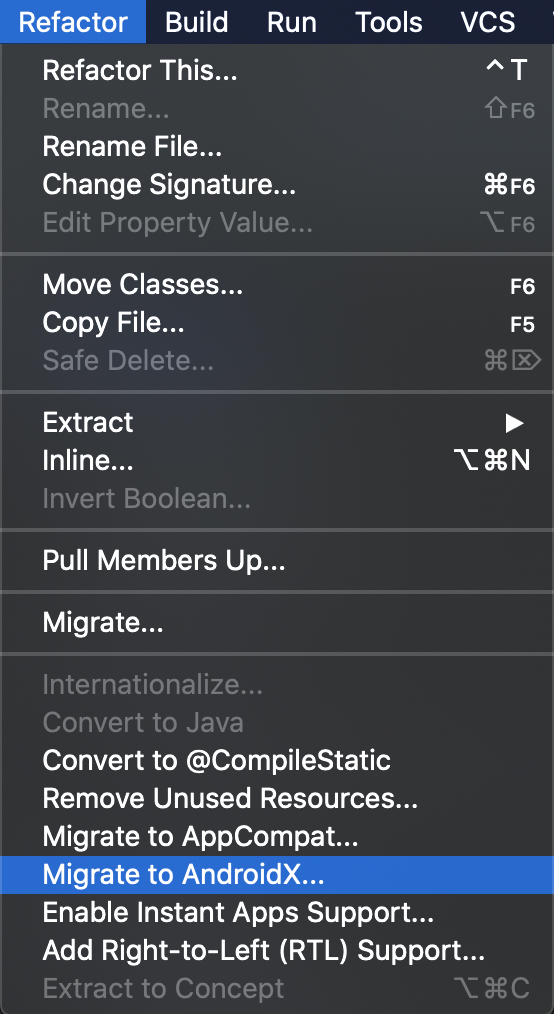 Refactor Build Run Tools VCS
Refactor This... ⌃T
Rename... ⇧F6
Rename File...
Change Signature... ⌘F6
Edit Property Value... ⌥F6
Move Classes... F6
Copy File... F5
Safe Delete... ⌘⌦
Extract ▶
Inline... ⌥⌘N
Invert Boolean...
Pull Members Up...
Migrate...
Internationalize...
Convert to Java
Convert to @CompileStatic
Remove Unused Resources...
Migrate to AppCompat...
Migrate to AndroidX...
Enable Instant Apps Support...
Add Right-to-Left (RTL) Support...
Extract to Concept ⌥⌘C